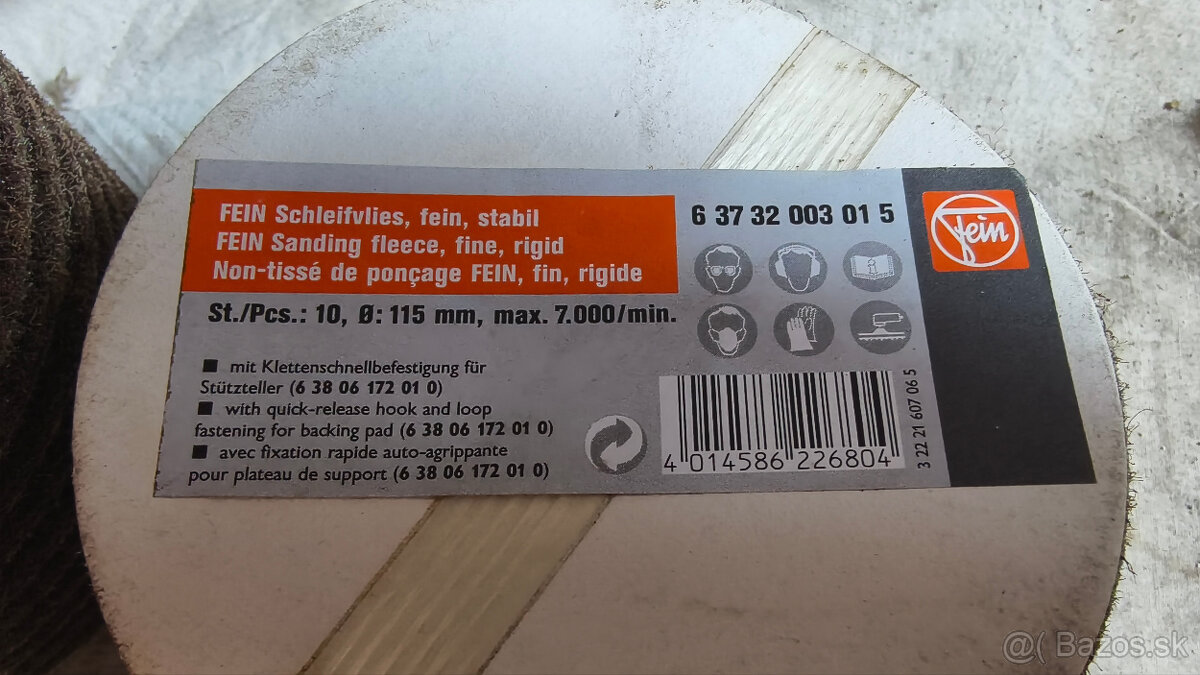 FEIN Schleifvlies, fein, stabil
FEIN Sanding fleece, fine, rigid
Non-tissé de ponçage FEIN, fin, rigide
St./Pcs.: 10, Ø: 115 mm, max. 7.000/min.
■ mit Klettenschnellbefestigung für
Stützteller (6 38 06 172 01 0)
■ with quick-release hook and loop
fastening for backing pad (6 38 06 172 01 0)
■ avec fixation rapide auto-agrippante
pour plateau de support (6 38 06 172 01 0)
6 37 32 003 01 5
4 014586 226804
3 22 21 607 06 5
Fein
@( Bazos.sk